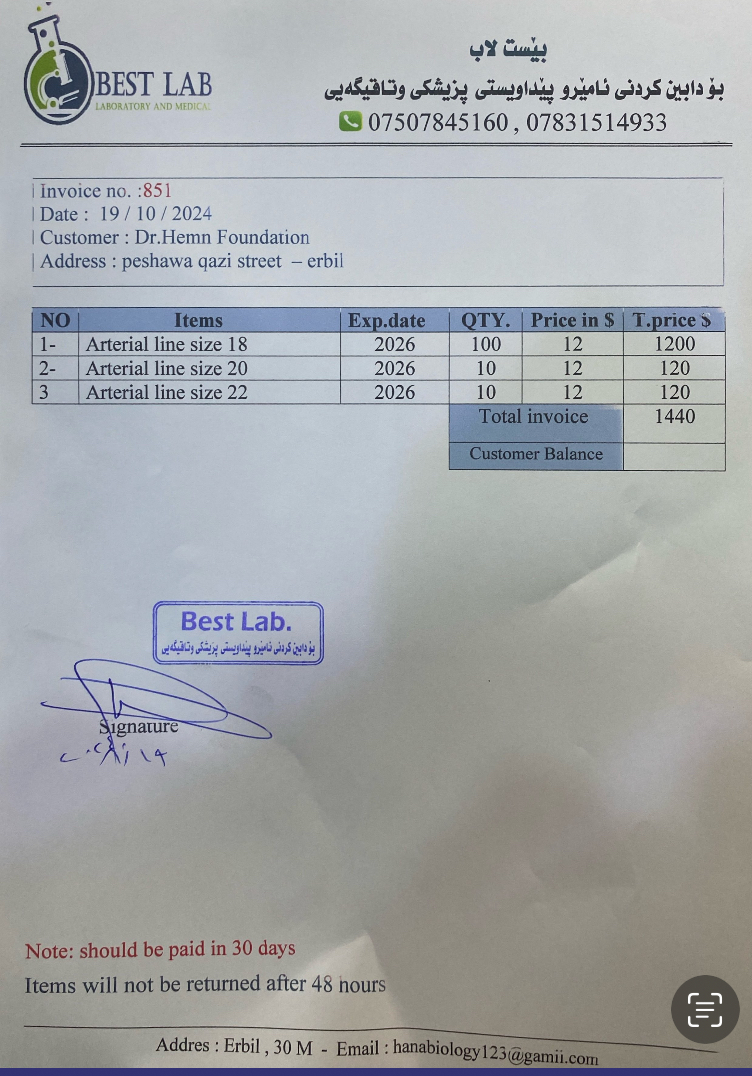 BEST LAB
LABORATORY AND MEDICAL
بێست لاب
بۆ دابین کردنی ئامێرو پێداویستی پزیشکی وتاقیگەیی
07507845160 , 07831514933
Invoice no. :851
Date : 19 / 10 / 2024
Customer : Dr.Hemn Foundation
Address : peshawa qazi street – erbil
NO Items Exp.date QTY. Price in $ T.price $
1- Arterial line size 18 2026 100 12 1200
2- Arterial line size 20 2026 10 12 120
3 Arterial line size 22 2026 10 12 120
Total invoice 1440
Customer Balance
Best Lab.
بۆ دابین کردنی ئامێرو پێداویستی پزیشکی وتاقیگەیی
Signature
Note: should be paid in 30 days
Items will not be returned after 48 hours
Addres : Erbil , 30 M - Email : hanabiology123@gamii.com